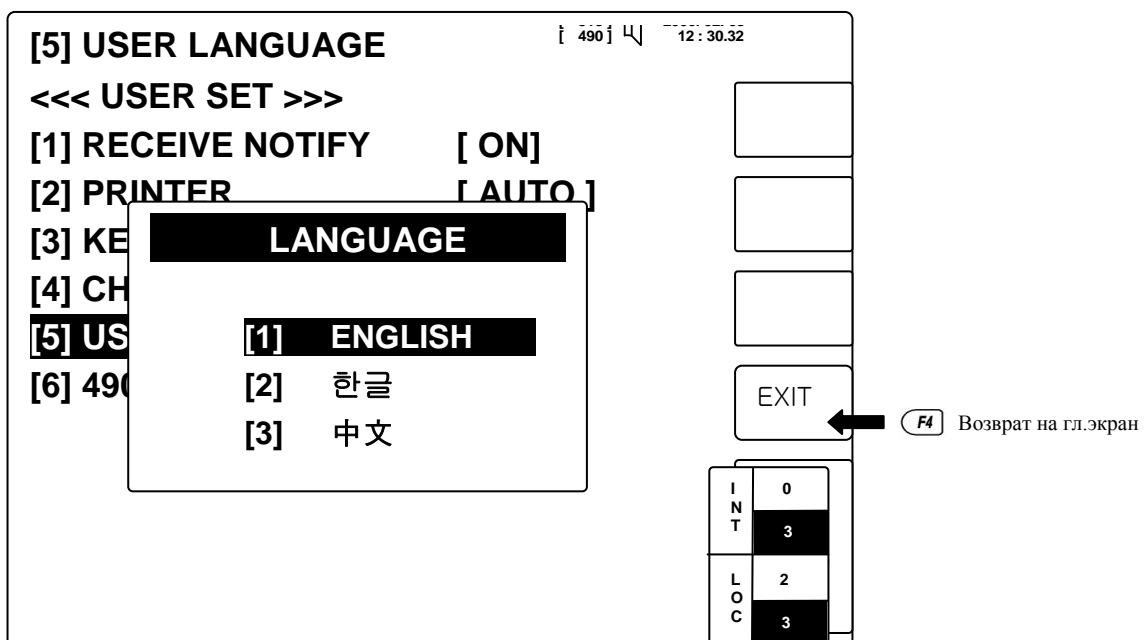 [5] USER LANGUAGE
[ 490 ] 12 : 30.32
<<< USER SET >>>
[1] RECEIVE NOTIFY [ ON]
[2] PRINTER [ AUTO ]
[3] KE
LANGUAGE
[4] CH
[5] US
[1] ENGLISH
[6] 490
[2] 한글
[3] 中文
EXIT
F4 Возврат на гл.экран
INT 0
3
LOC 2
3